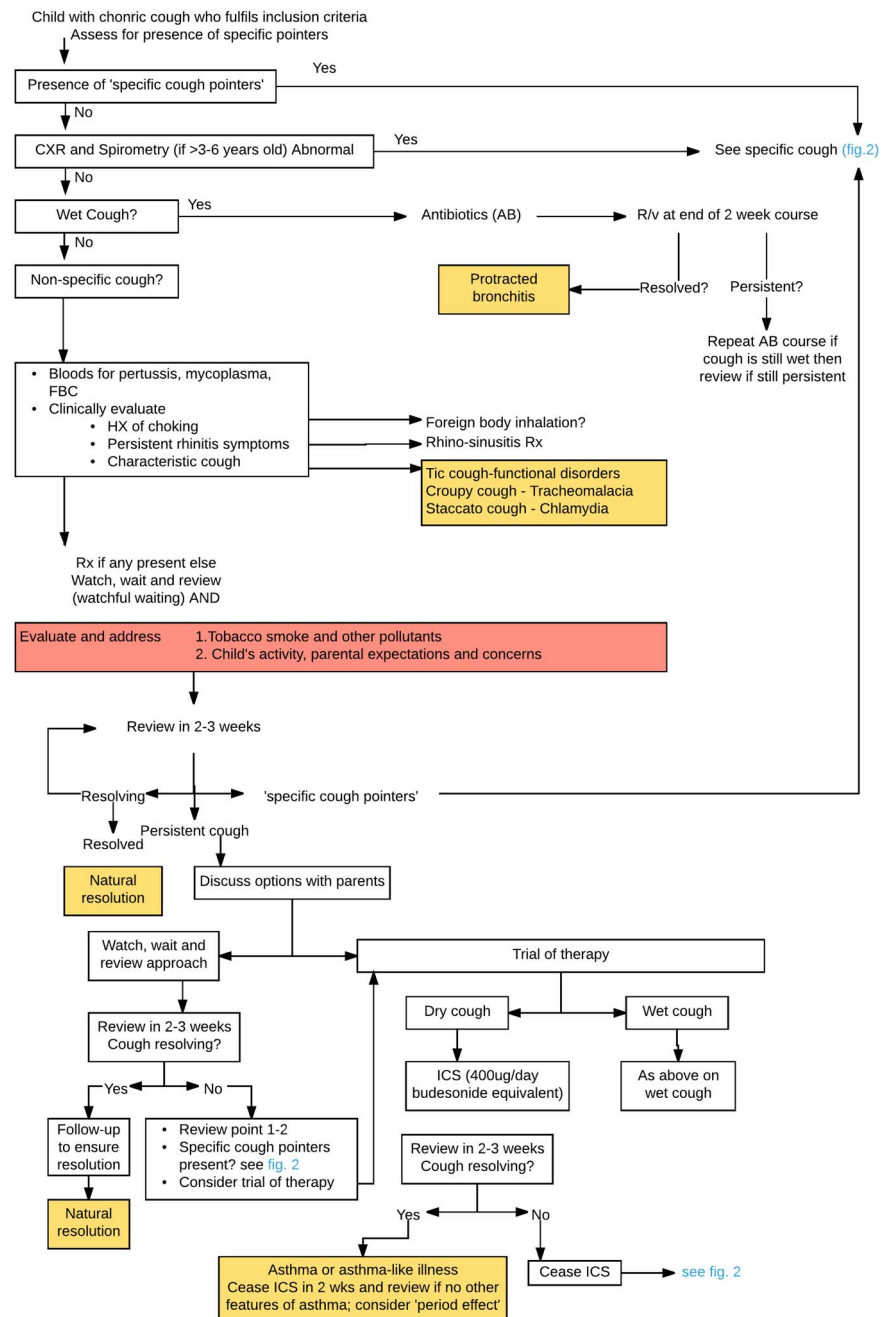 Child with chonric cough who fulfils inclusion criteria
Assess for presence of specific pointers
Yes
Presence of 'specific cough pointers'
No
Yes
CXR and Spirometry (if >3-6 years old) Abnormal
See specific cough (fig.2)
No
Yes
Wet Cough?
Antibiotics (AB)
R/v at end of 2 week course
No
Non-specific cough?
Protracted
bronchitis
Resolved?
Persistent?
Repeat AB course if
cough is still wet then
review if still persistent
• Bloods for pertussis, mycoplasma,
FBC
• Clinically evaluate
• HX of choking
• Persistent rhinitis symptoms
• Characteristic cough
Foreign body inhalation?
Rhino-sinusitis Rx
Tic cough-functional disorders
Croupy cough - Tracheomalacia
Staccato cough - Chlamydia
Rx if any present else
Watch, wait and review
(watchful waiting) AND
Evaluate and address 1.Tobacco smoke and other pollutants
2. Child's activity, parental expectations and concerns
Review in 2-3 weeks
Resolving
'specific cough pointers'
Persistent cough
Resolved
Natural
resolution
Discuss options with parents
Watch, wait and
review approach
Trial of therapy
Dry cough
Wet cough
Review in 2-3 weeks
Cough resolving?
ICS (400ug/day
budesonide equivalent)
As above on
wet cough
Yes
No
Follow-up
to ensure
resolution
• Review point 1-2
• Specific cough pointers
present? see fig. 2
• Consider trial of therapy
Review in 2-3 weeks
Cough resolving?
Natural
resolution
Yes
No
Asthma or asthma-like illness
Cease ICS in 2 wks and review if no other
features of asthma; consider 'period effect'
Cease ICS
see fig. 2